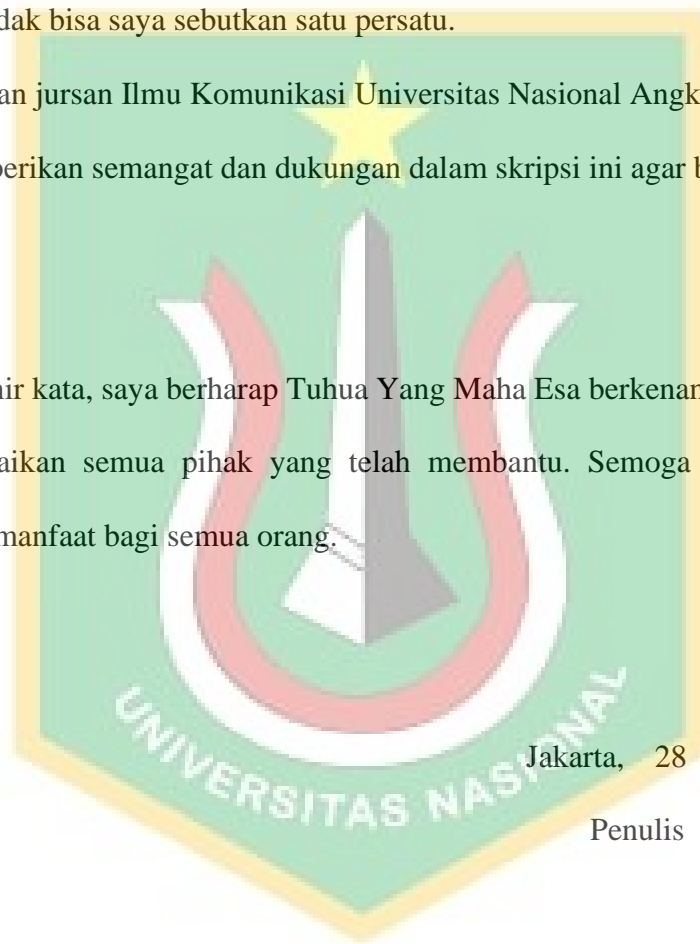 dak bisa saya sebutkan satu persatu.
an jursan Ilmu Komunikasi Universitas Nasional Angk
erikan semangat dan dukungan dalam skripsi ini agar b
ir kata, saya berharap Tuhua Yang Maha Esa berkenan
aikan semua pihak yang telah membantu. Semoga
manfaat bagi semua orang.
Jakarta, 28
Penulis
UNIVERSITAS NASIONAL